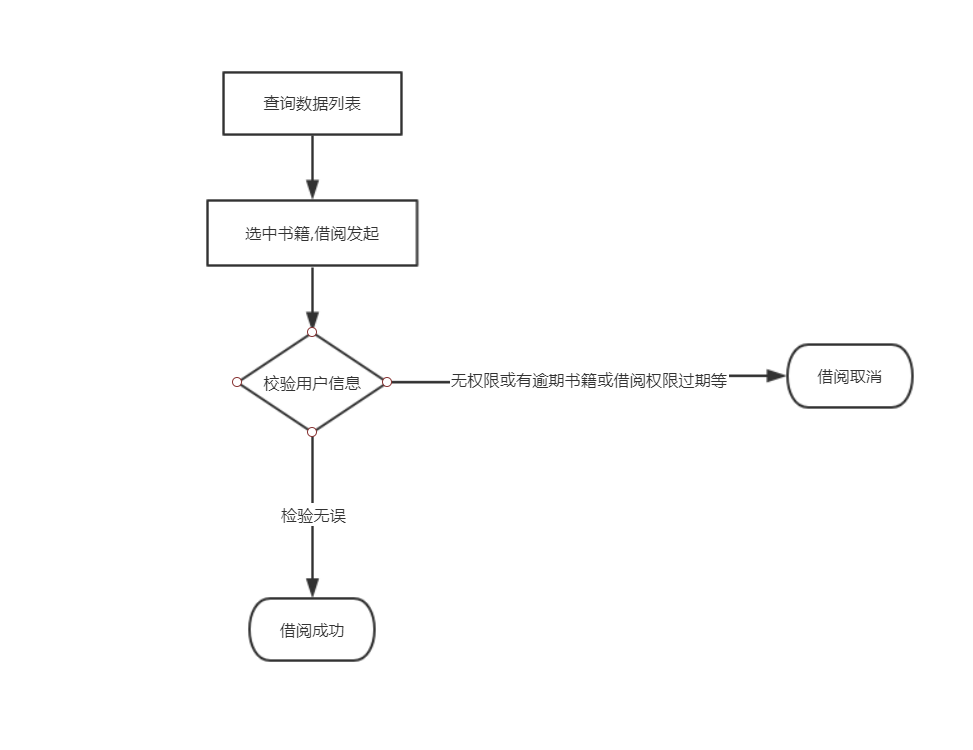 查询数据列表
选中书籍,借阅发起
校验用户信息
无权限或有逾期书籍或借阅权限过期等
借阅取消
检验无误
借阅成功